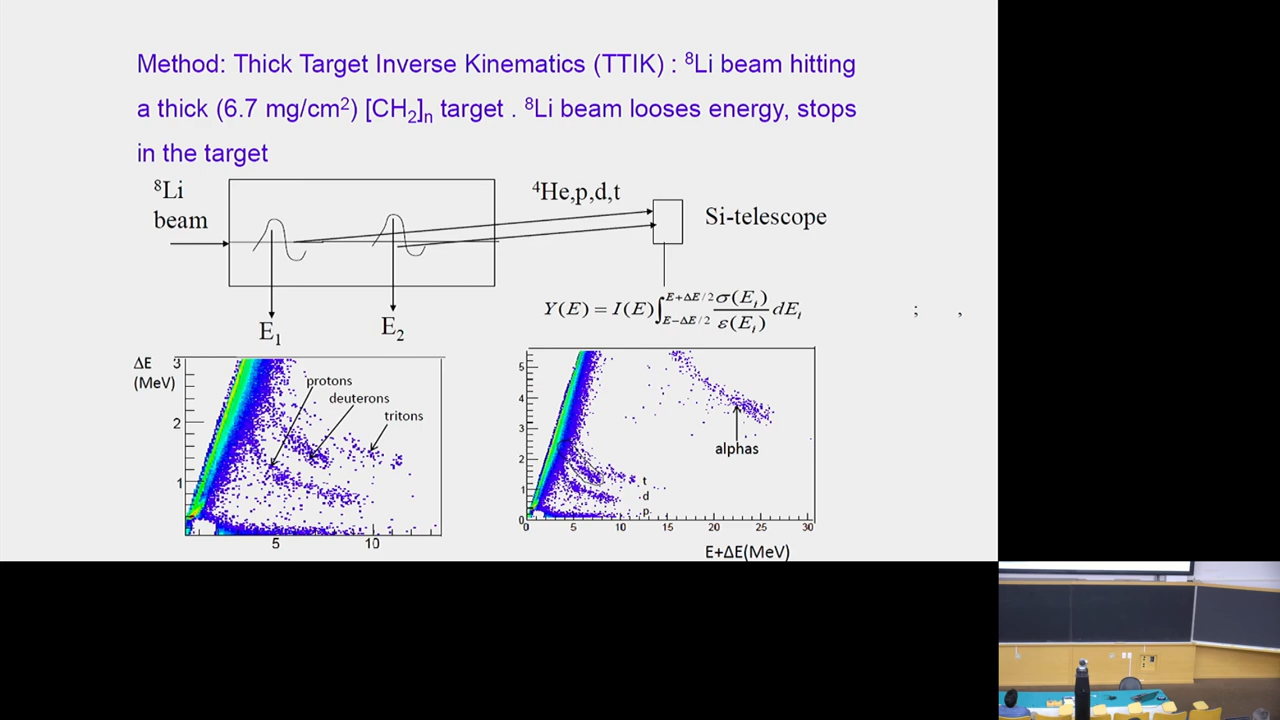 Method: Thick Target Inverse Kinematics (TTIK) : ⁸Li beam hitting
a thick (6.7 mg/cm²) [CH₂]ₙ target . ⁸Li beam looses energy, stops
in the target
⁸Li
beam
⁴He,p,d,t
Si-telescope
E₁
E₂
Y(E) = I(E)∫_{E−ΔE/2}^{E+ΔE/2} σ(Eᵢ)/ε(Eᵢ) dEᵢ ; ,
ΔE
(MeV)
3
2
1
5
10
protons
deuterons
tritons
5
4
3
2
1
0
0
5
10
15
20
25
30
alphas
t
d
p
E+ΔE(MeV)